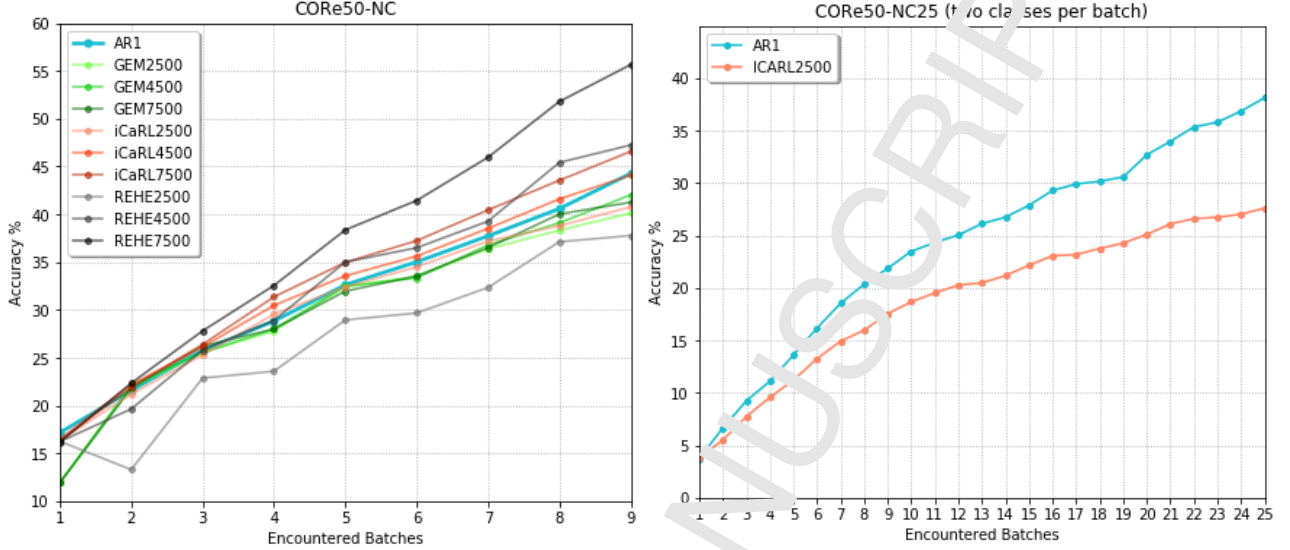 CORe50-NC
60
55
50
45
40
35
30
25
20
15
10
Accuracy %
AR1
GEM2500
GEM4500
GEM7500
iCaRL2500
iCaRL4500
iCaRL7500
REHE2500
REHE4500
REHE7500
1 2 3 4 5 6 7 8 9
Encountered Batches
CORe50-NC25 (two classes per batch)
40
35
30
25
20
15
10
5
0
Accuracy %
AR1
ICARL2500
1 2 3 4 5 6 7 8 9 10 11 12 13 14 15 16 17 18 19 20 21 22 23 24 25
Encountered Batches
NUSCRIP